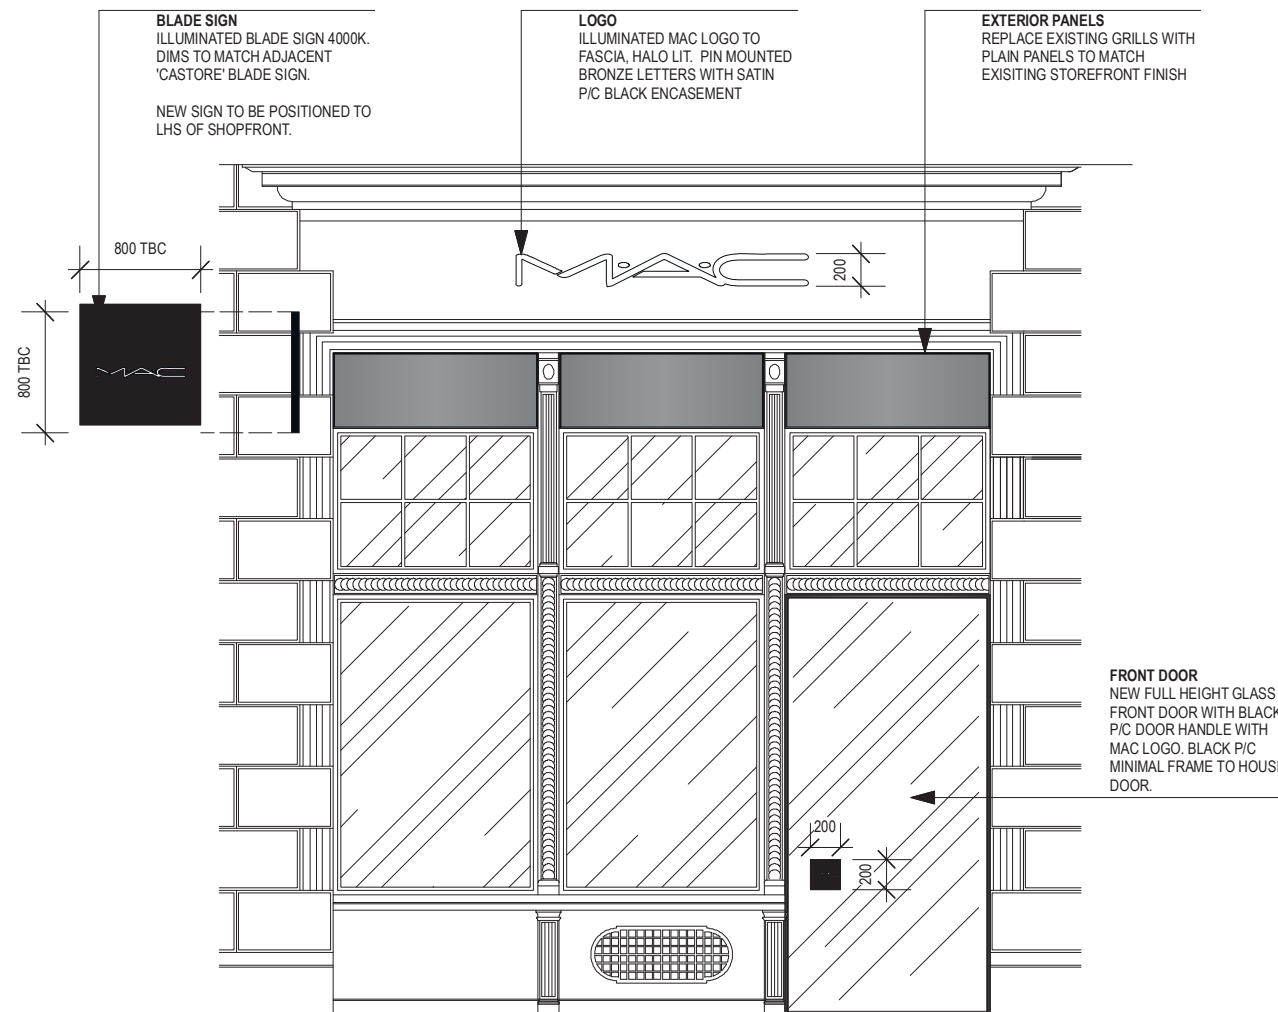 BLADE SIGN
ILLUMINATED BLADE SIGN 4000K.
DIMS TO MATCH ADJACENT
'CASTORE' BLADE SIGN.
NEW SIGN TO BE POSITIONED TO
LHS OF SHOPFRONT.
LOGO
ILLUMINATED MAC LOGO TO
FASCIA, HALO LIT. PIN MOUNTED
BRONZE LETTERS WITH SATIN
P/C BLACK ENCASEMENT
EXTERIOR PANELS
REPLACE EXISTING GRILLS WITH
PLAIN PANELS TO MATCH
EXISITING STOREFRONT FINISH
800 TBC
800 TBC
MAC
M·A·C
200
FRONT DOOR
NEW FULL HEIGHT GLASS
FRONT DOOR WITH BLACK
P/C DOOR HANDLE WITH
MAC LOGO. BLACK P/C
MINIMAL FRAME TO HOUSE
DOOR.
200
200